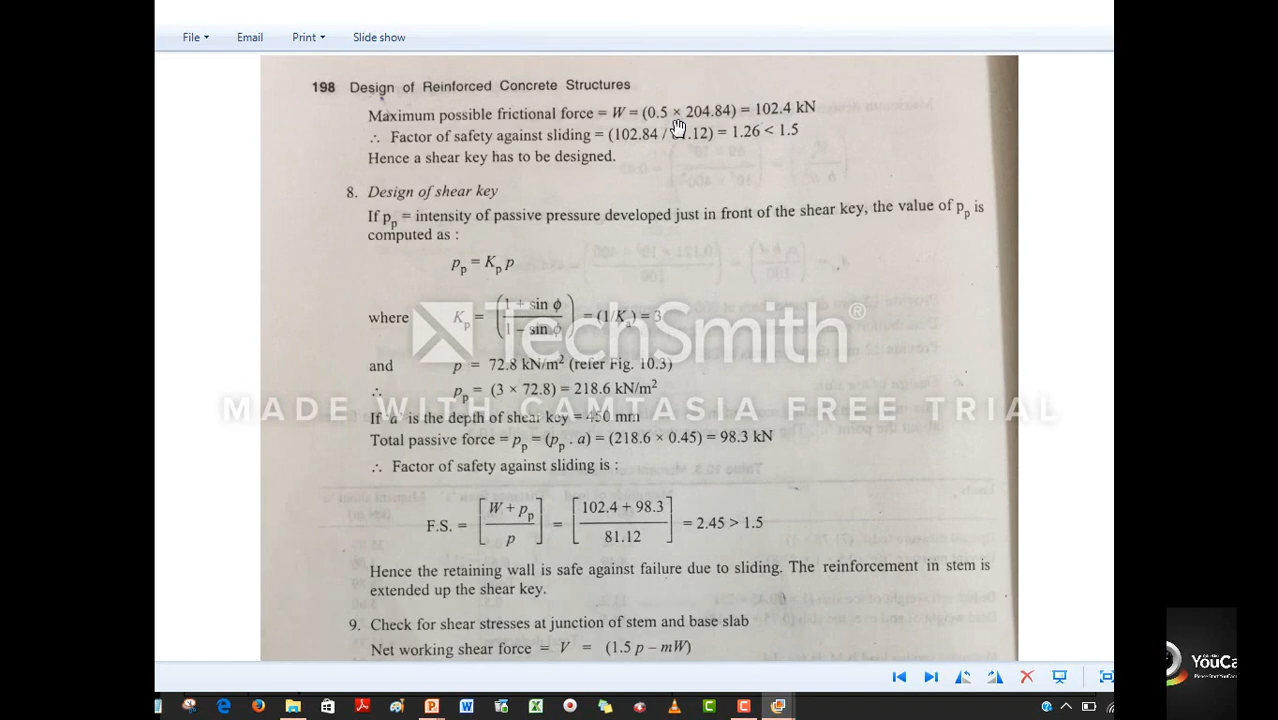 File Email Print Slide show
198 Design of Reinforced Concrete Structures
Maximum possible frictional force = W = (0.5 × 204.84) = 102.4 kN
∴ Factor of safety against sliding = (102.84 / .12) = 1.26 < 1.5
Hence a shear key has to be designed.
8. Design of shear key
If pp = intensity of passive pressure developed just in front of the shear key, the value of pp is
computed as :
pp = Kp p
where Kp = (1 + sin ϕ / 1 − sin ϕ) = (1/Ka) = 3
and p = 72.8 kN/m² (refer Fig. 10.3)
∴ pp = (3 × 72.8) = 218.6 kN/m²
If 'a' is the depth of shear key = 450 mm
Total passive force = pp = (pp . a) = (218.6 × 0.45) = 98.3 kN
∴ Factor of safety against sliding is :
F.S. = [W + pp / p] = [102.4 + 98.3 / 81.12] = 2.45 > 1.5
Hence the retaining wall is safe against failure due to sliding. The reinforcement in stem is
extended up the shear key.
9. Check for shear stresses at junction of stem and base slab
Net working shear force = V = (1.5 p − mW)
TechSmith®
MADE WITH CAMTASIA FREE TRIAL
YouCa